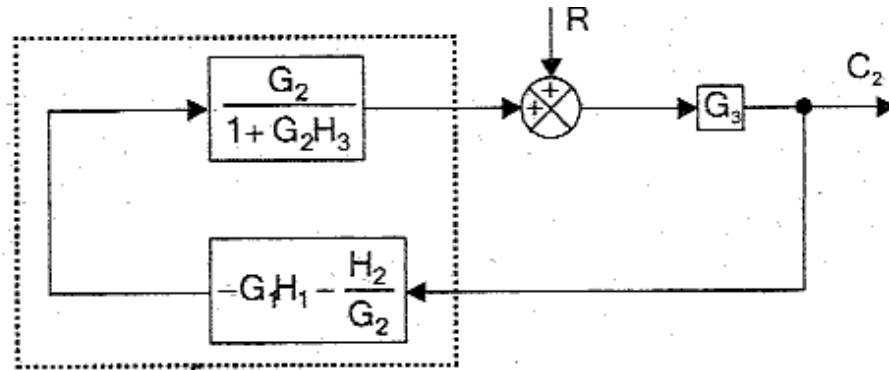 R
C₂
G₂
1 + G₂H₃
+
+
G₃
-G₁H₁ - H₂
G₂